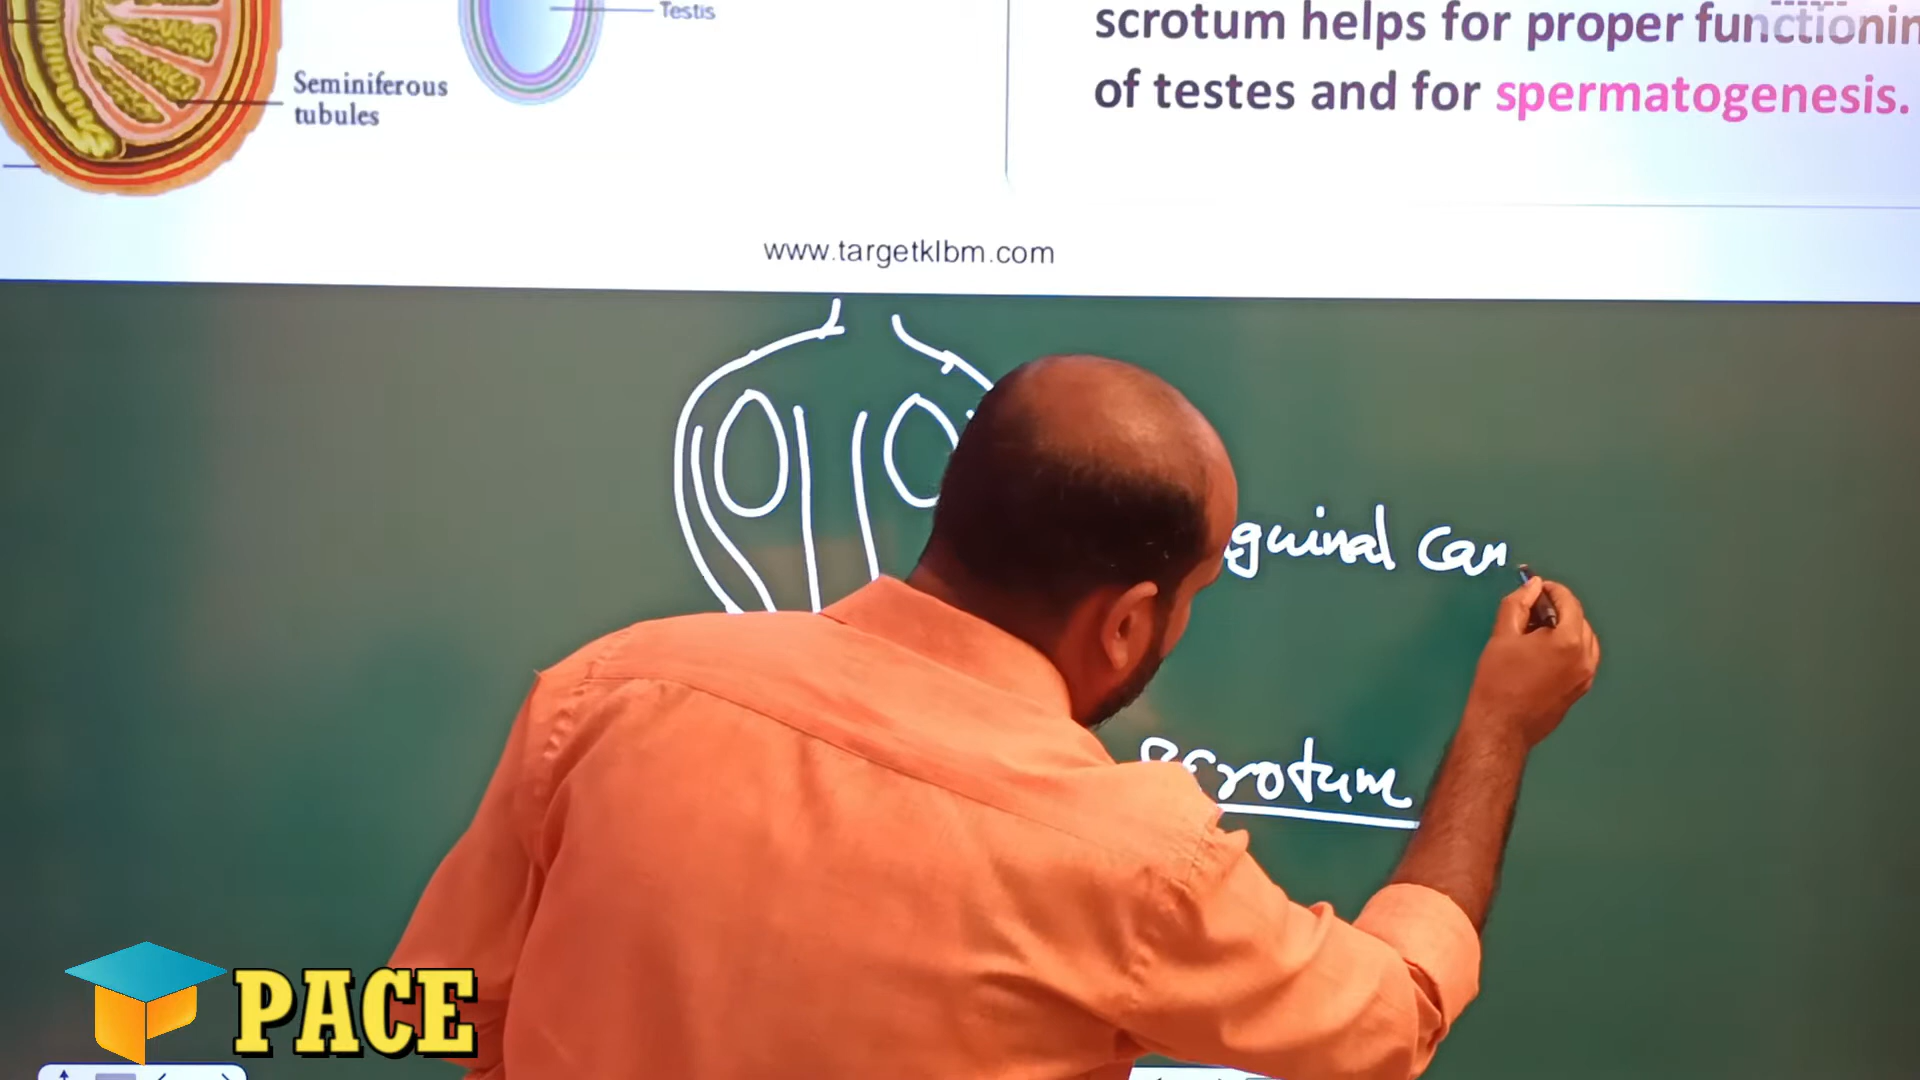 Testis
Seminiferous
tubules
scrotum helps for proper functionin
of testes and for spermatogenesis.
www.targetklbm.com
guinal Can
scrotum
PACE